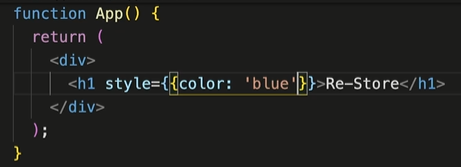 function App() {
  return (
    <div>
      <h1 style={{color: 'blue'}}>Re-Store</h1>
    </div>
  );
}